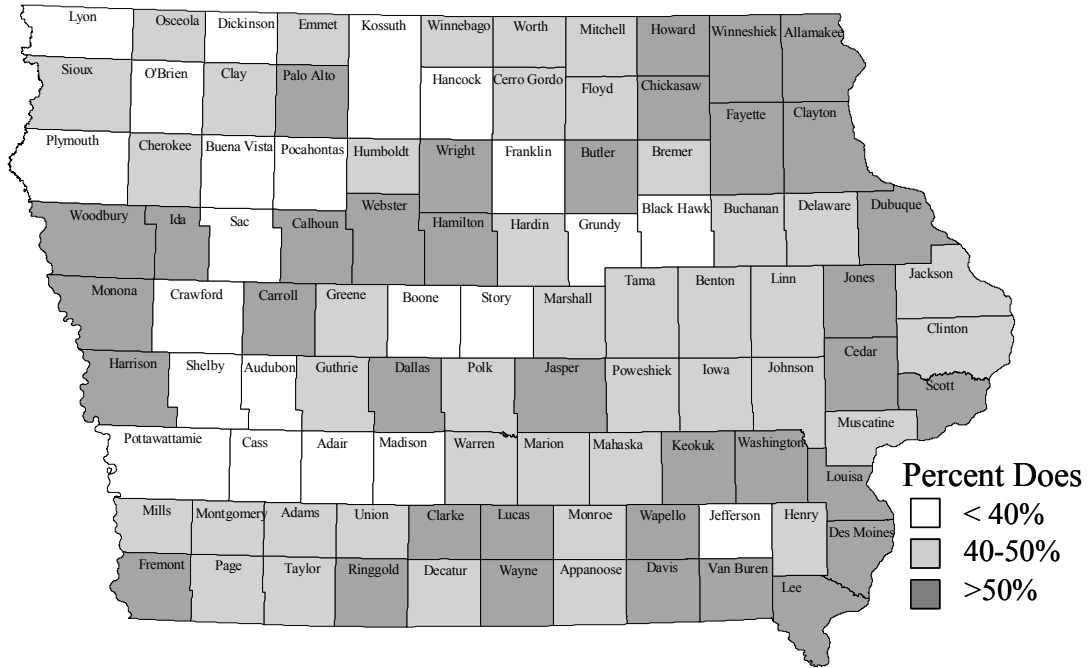 Lyon
Osceola
Dickinson
Emmet
Kossuth
Winnebago
Worth
Mitchell
Howard
Winneshiek
Allamakee
Sioux
O'Brien
Clay
Palo Alto
Hancock
Cerro Gordo
Floyd
Chickasaw
Fayette
Clayton
Plymouth
Cherokee
Buena Vista
Pocahontas
Humboldt
Wright
Franklin
Butler
Bremer
Woodbury
Ida
Sac
Calhoun
Webster
Hamilton
Hardin
Grundy
Black Hawk
Buchanan
Delaware
Dubuque
Monona
Crawford
Carroll
Greene
Boone
Story
Marshall
Tama
Benton
Linn
Jones
Jackson
Clinton
Harrison
Shelby
Audubon
Guthrie
Dallas
Polk
Jasper
Poweshiek
Iowa
Johnson
Cedar
Scott
Muscatine
Pottawattamie
Cass
Adair
Madison
Warren
Marion
Mahaska
Keokuk
Washington
Louisa
Mills
Montgomery
Adams
Union
Clarke
Lucas
Monroe
Wapello
Jefferson
Henry
Des Moines
Fremont
Page
Taylor
Ringgold
Decatur
Wayne
Appanoose
Davis
Van Buren
Lee
Percent Does
< 40%
40-50%
>50%